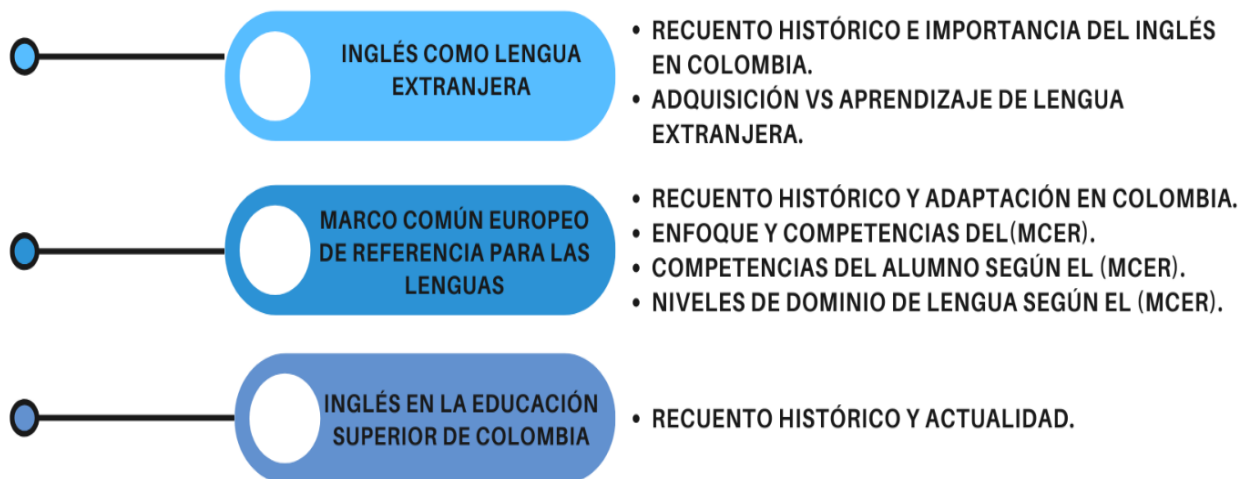 INGLÉS COMO LENGUA
EXTRANJERA
• RECUENTO HISTÓRICO E IMPORTANCIA DEL INGLÉS
EN COLOMBIA.
• ADQUISICIÓN VS APRENDIZAJE DE LENGUA
EXTRANJERA.
MARCO COMÚN EUROPEO
DE REFERENCIA PARA LAS
LENGUAS
• RECUENTO HISTÓRICO Y ADAPTACIÓN EN COLOMBIA.
• ENFOQUE Y COMPETENCIAS DEL(MCER).
• COMPETENCIAS DEL ALUMNO SEGÚN EL (MCER).
• NIVELES DE DOMINIO DE LENGUA SEGÚN EL (MCER).
INGLÉS EN LA EDUCACIÓN
SUPERIOR DE COLOMBIA
• RECUENTO HISTÓRICO Y ACTUALIDAD.